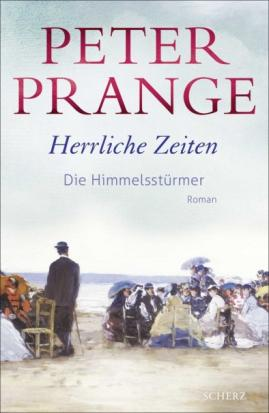 PETER
PRANGE
Herrliche Zeiten
Die Himmelsstürmer
Roman
SCHERZ